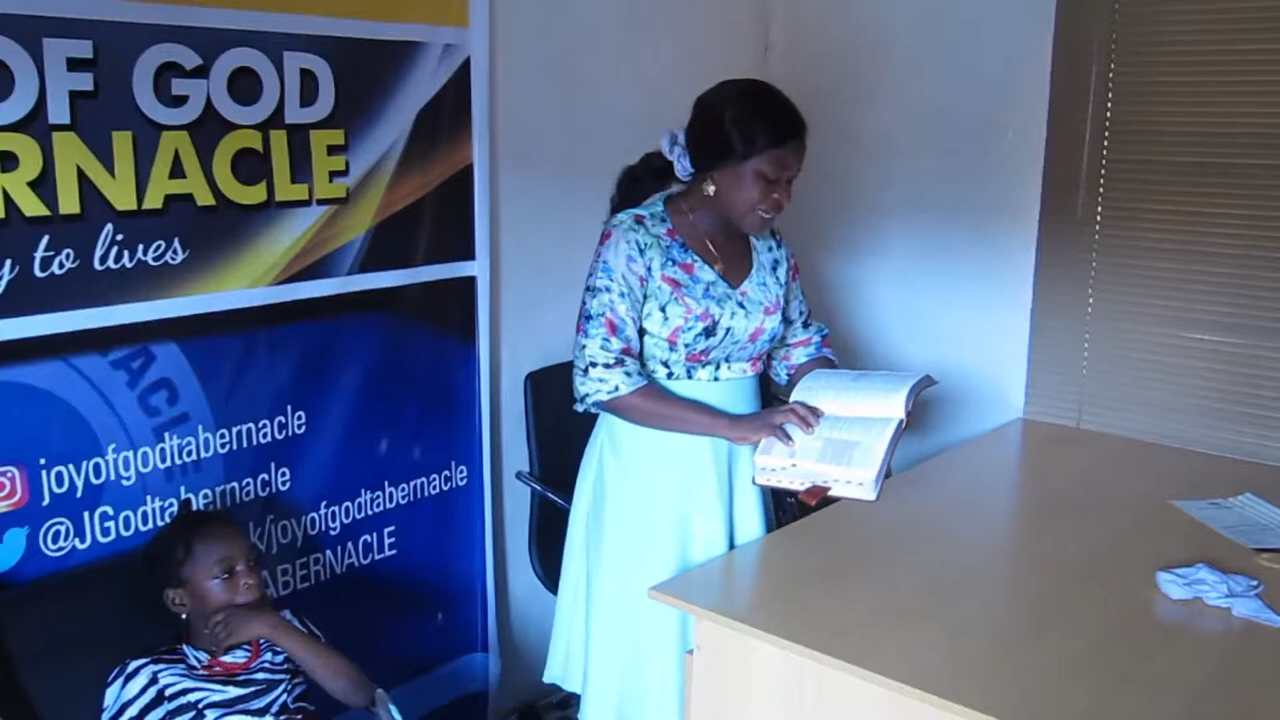 OF GOD
RNACLE
y to lives
ACLE
joyofgodtabernacle
@JGodtabernacle
k/joyofgodtabernacle
ABERNACLE